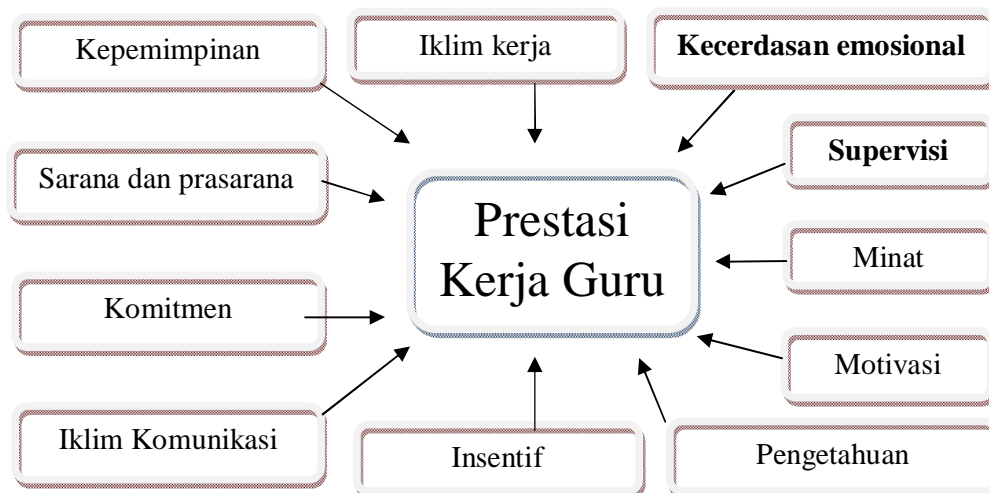 Kepemimpinan
Iklim kerja
Kecerdasan emosional
Sarana dan prasarana
Supervisi
Prestasi
Kerja Guru
Minat
Komitmen
Motivasi
Iklim Komunikasi
Insentif
Pengetahuan